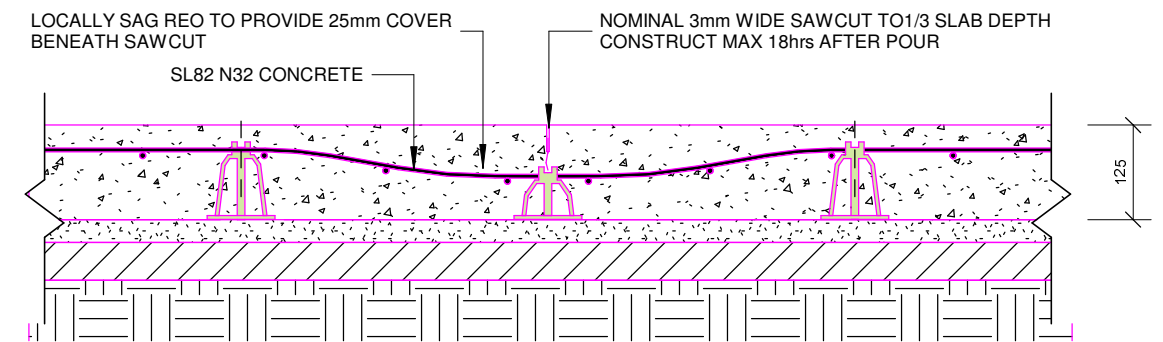 LOCALLY SAG REO TO PROVIDE 25mm COVER
BENEATH SAWCUT
NOMINAL 3mm WIDE SAWCUT TO1/3 SLAB DEPTH
CONSTRUCT MAX 18hrs AFTER POUR
SL82 N32 CONCRETE
125